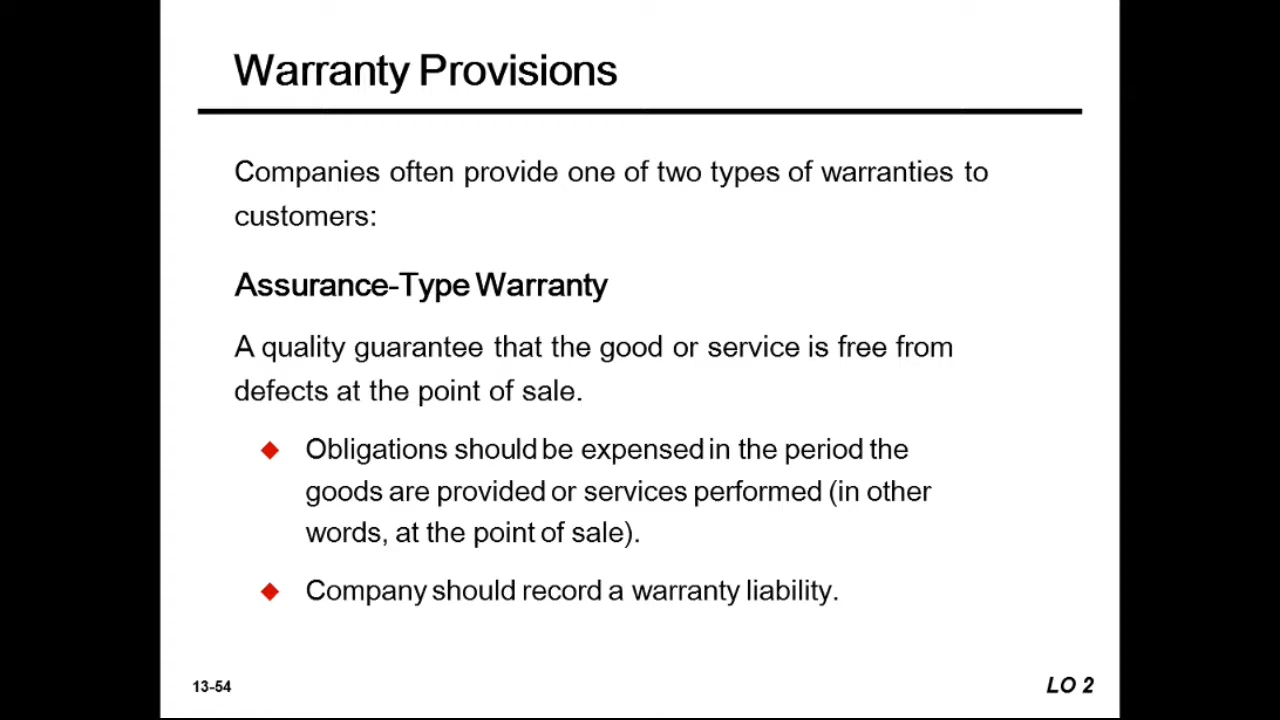 Warranty Provisions
Companies often provide one of two types of warranties to
customers:
Assurance-Type Warranty
A quality guarantee that the good or service is free from
defects at the point of sale.
Obligations should be expensed in the period the
goods are provided or services performed (in other
words, at the point of sale).
Company should record a warranty liability.
13-54
LO 2